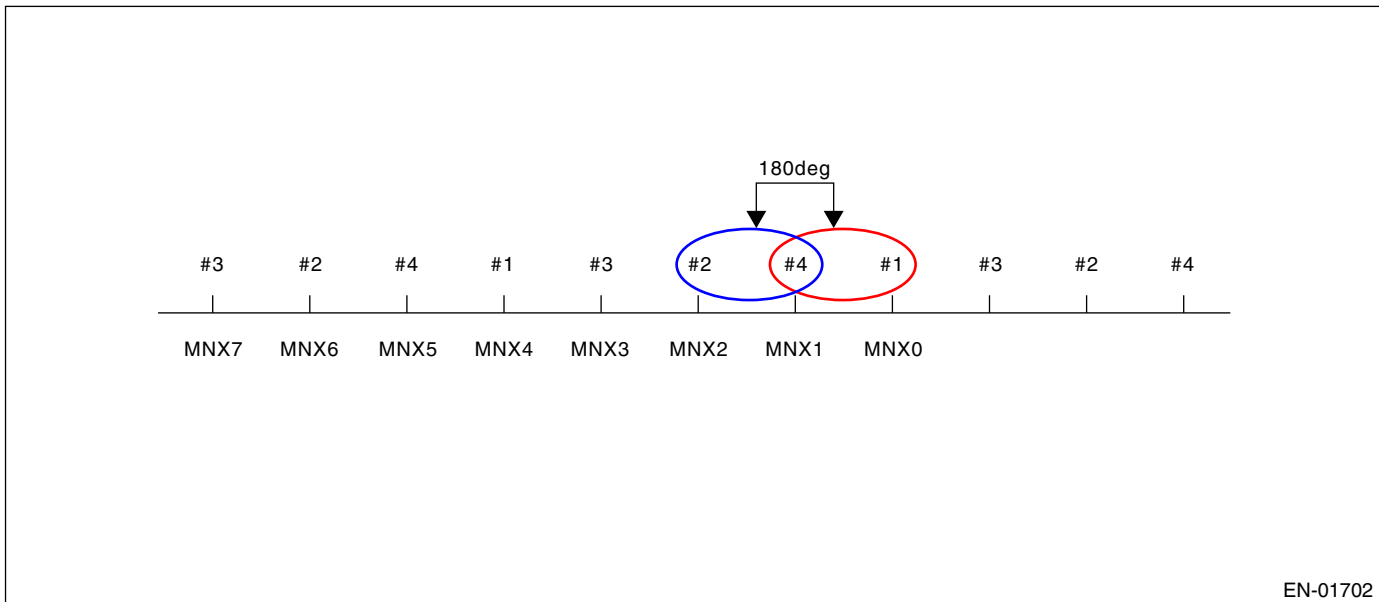 180deg
#3 #2 #4 #1 #3 #2 #4 #1 #3 #2 #4
MNX7 MNX6 MNX5 MNX4 MNX3 MNX2 MNX1 MNX0
EN-01702